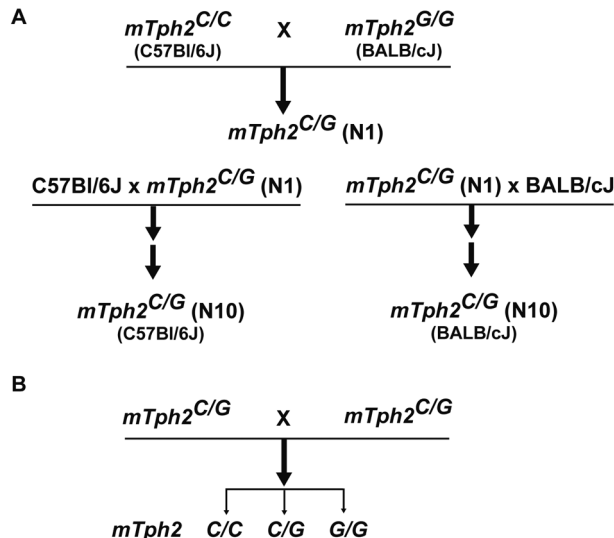 A
mTph2C/C X mTph2G/G
(C57Bl/6J) (BALB/cJ)
mTph2C/G (N1)
C57Bl/6J x mTph2C/G (N1) mTph2C/G (N1) x BALB/cJ
mTph2C/G (N10) mTph2C/G (N10)
(C57Bl/6J) (BALB/cJ)
B
mTph2C/G X mTph2C/G
mTph2 C/C C/G G/G